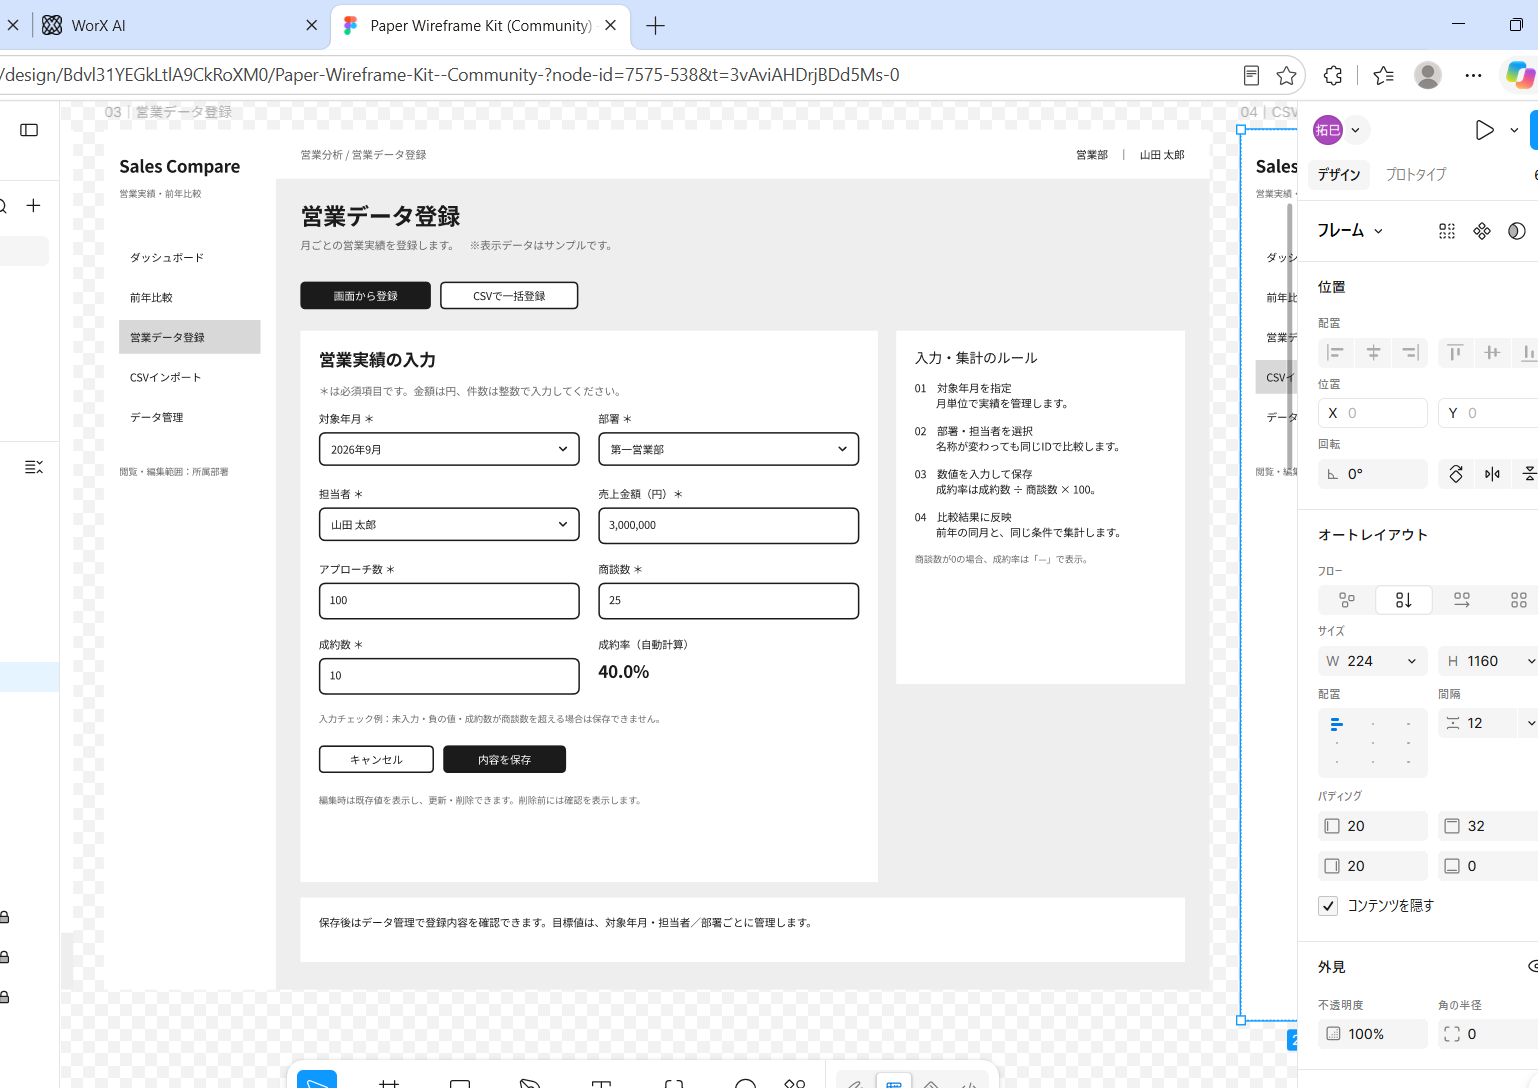 WorX AI
Paper Wireframe Kit (Community)
/design/Bdvl31YEGkLtlA9CkRoXM0/Paper-Wireframe-Kit--Community-?node-id=7575-538&t=3vAviAHDrjBDd5Ms-0
03 | 営業データ登録
Sales Compare
営業実績・前年比較
ダッシュボード
前年比較
営業データ登録
CSVインポート
データ管理
閲覧・編集範囲：所属部署
営業分析 / 営業データ登録
営業部 | 山田 太郎
営業データ登録
月ごとの営業実績を登録します。 ※表示データはサンプルです。
画面から登録
CSVで一括登録
営業実績の入力
＊は必須項目です。金額は円、件数は整数で入力してください。
対象年月 ＊
部署 ＊
2026年9月
第一営業部
担当者 ＊
売上金額（円）＊
山田 太郎
3,000,000
アプローチ数 ＊
商談数 ＊
100
25
成約数 ＊
成約率（自動計算）
10
40.0%
入力チェック例：未入力・負の値・成約数が商談数を超える場合は保存できません。
キャンセル
内容を保存
編集時は既存値を表示し、更新・削除できます。削除前には確認を表示します。
入力・集計のルール
01 対象年月を指定
月単位で実績を管理します。
02 部署・担当者を選択
名称が変わっても同じIDで比較します。
03 数値を入力して保存
成約率は成約数 ÷ 商談数 × 100。
04 比較結果に反映
前年の同月と、同じ条件で集計します。
商談数が0の場合、成約率は「—」で表示。
保存後はデータ管理で登録内容を確認できます。目標値は、対象年月・担当者／部署ごとに管理します。
04 | CSV
Sales
営業実績・
ダッシ
前年比
営業デ
CSVイ
データ
閲覧・編
拓巳
デザイン
プロトタイプ
フレーム
位置
配置
位置
X 0
Y 0
回転
0°
オートレイアウト
フロー
サイズ
W 224
H 1160
配置
間隔
12
パディング
20
32
20
0
コンテンツを隠す
外見
不透明度
角の半径
100%
0